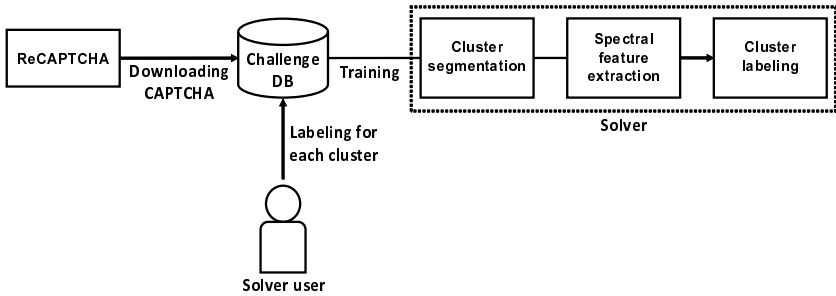 ReCAPTCHA
Downloading
CAPTCHA
Challenge
DB
Training
Cluster
segmentation
Spectral
feature
extraction
Cluster
labeling
Solver
Labeling for
each cluster
Solver user